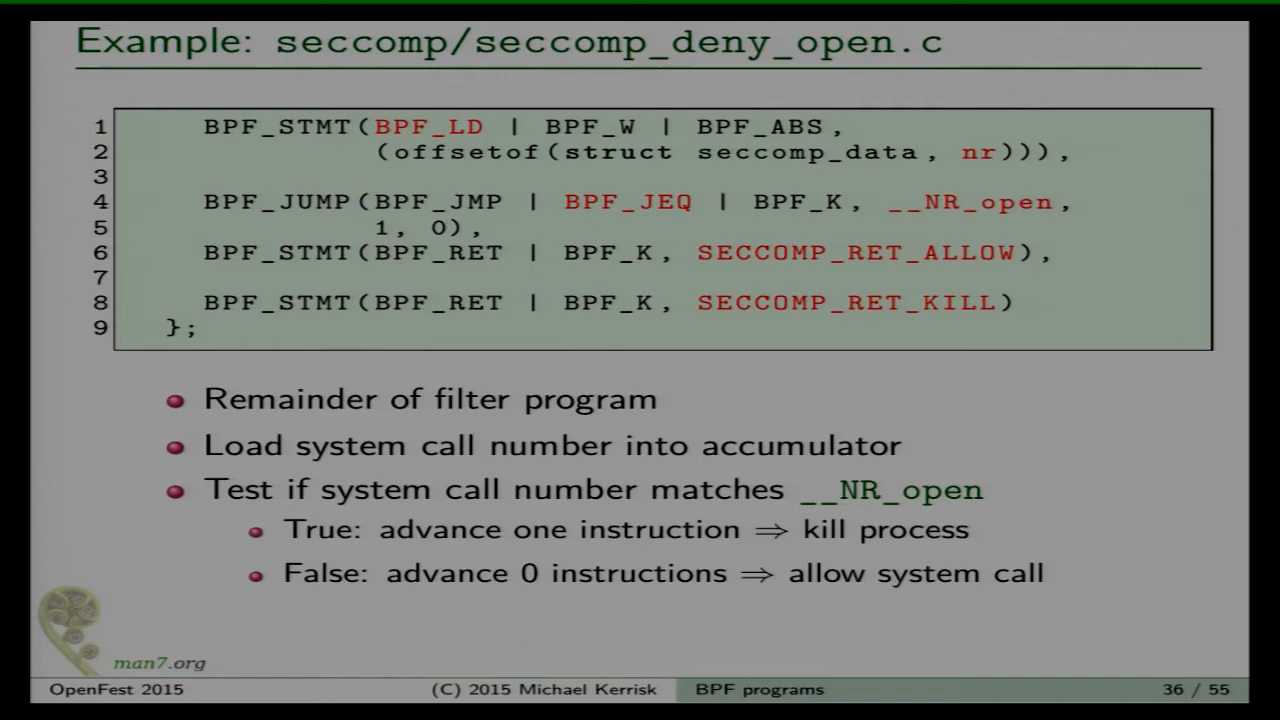 Example: seccomp/seccomp_deny_open.c
1 BPF_STMT(BPF_LD | BPF_W | BPF_ABS,
2 (offsetof(struct seccomp_data, nr))),
3
4 BPF_JUMP(BPF_JMP | BPF_JEQ | BPF_K, __NR_open,
5 1, 0),
6 BPF_STMT(BPF_RET | BPF_K, SECCOMP_RET_ALLOW),
7
8 BPF_STMT(BPF_RET | BPF_K, SECCOMP_RET_KILL)
9 };
Remainder of filter program
Load system call number into accumulator
Test if system call number matches __NR_open
True: advance one instruction ⇒ kill process
False: advance 0 instructions ⇒ allow system call
man7.org
OpenFest 2015 (C) 2015 Michael Kerrisk BPF programs 36 / 55